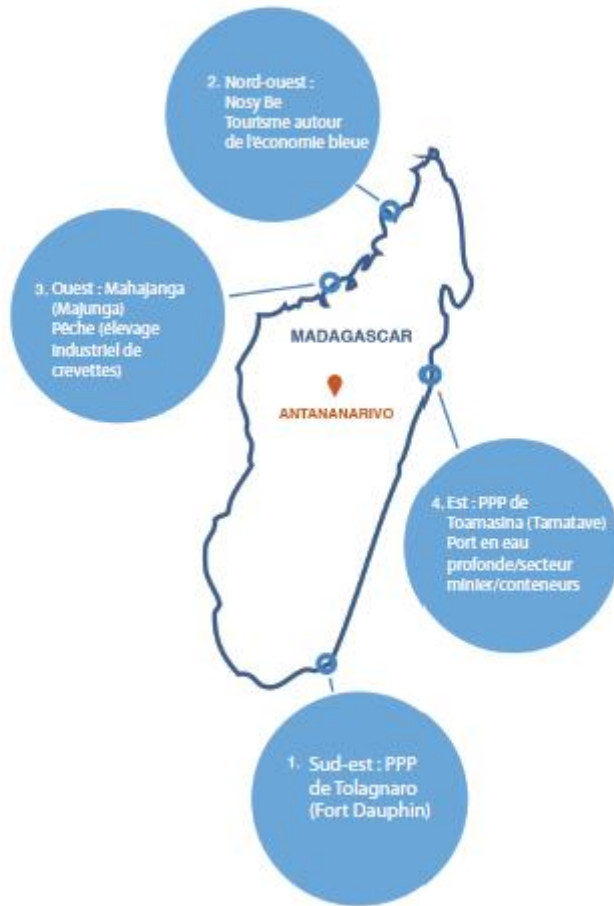 2. Nord-ouest :
Nosy Be
Tourisme autour
de l'économie bleue
3. Ouest : Mahajanga
(Majunga)
Pêche (élevage
industriel de
crevettes)
MADAGASCAR
ANTANANARIVO
4. Est : PPP de
Toamasina (Tamatave)
Port en eau
profonde/secteur
minier/conteneurs
1. Sud-est : PPP
de Tolagnaro
(Fort Dauphin)